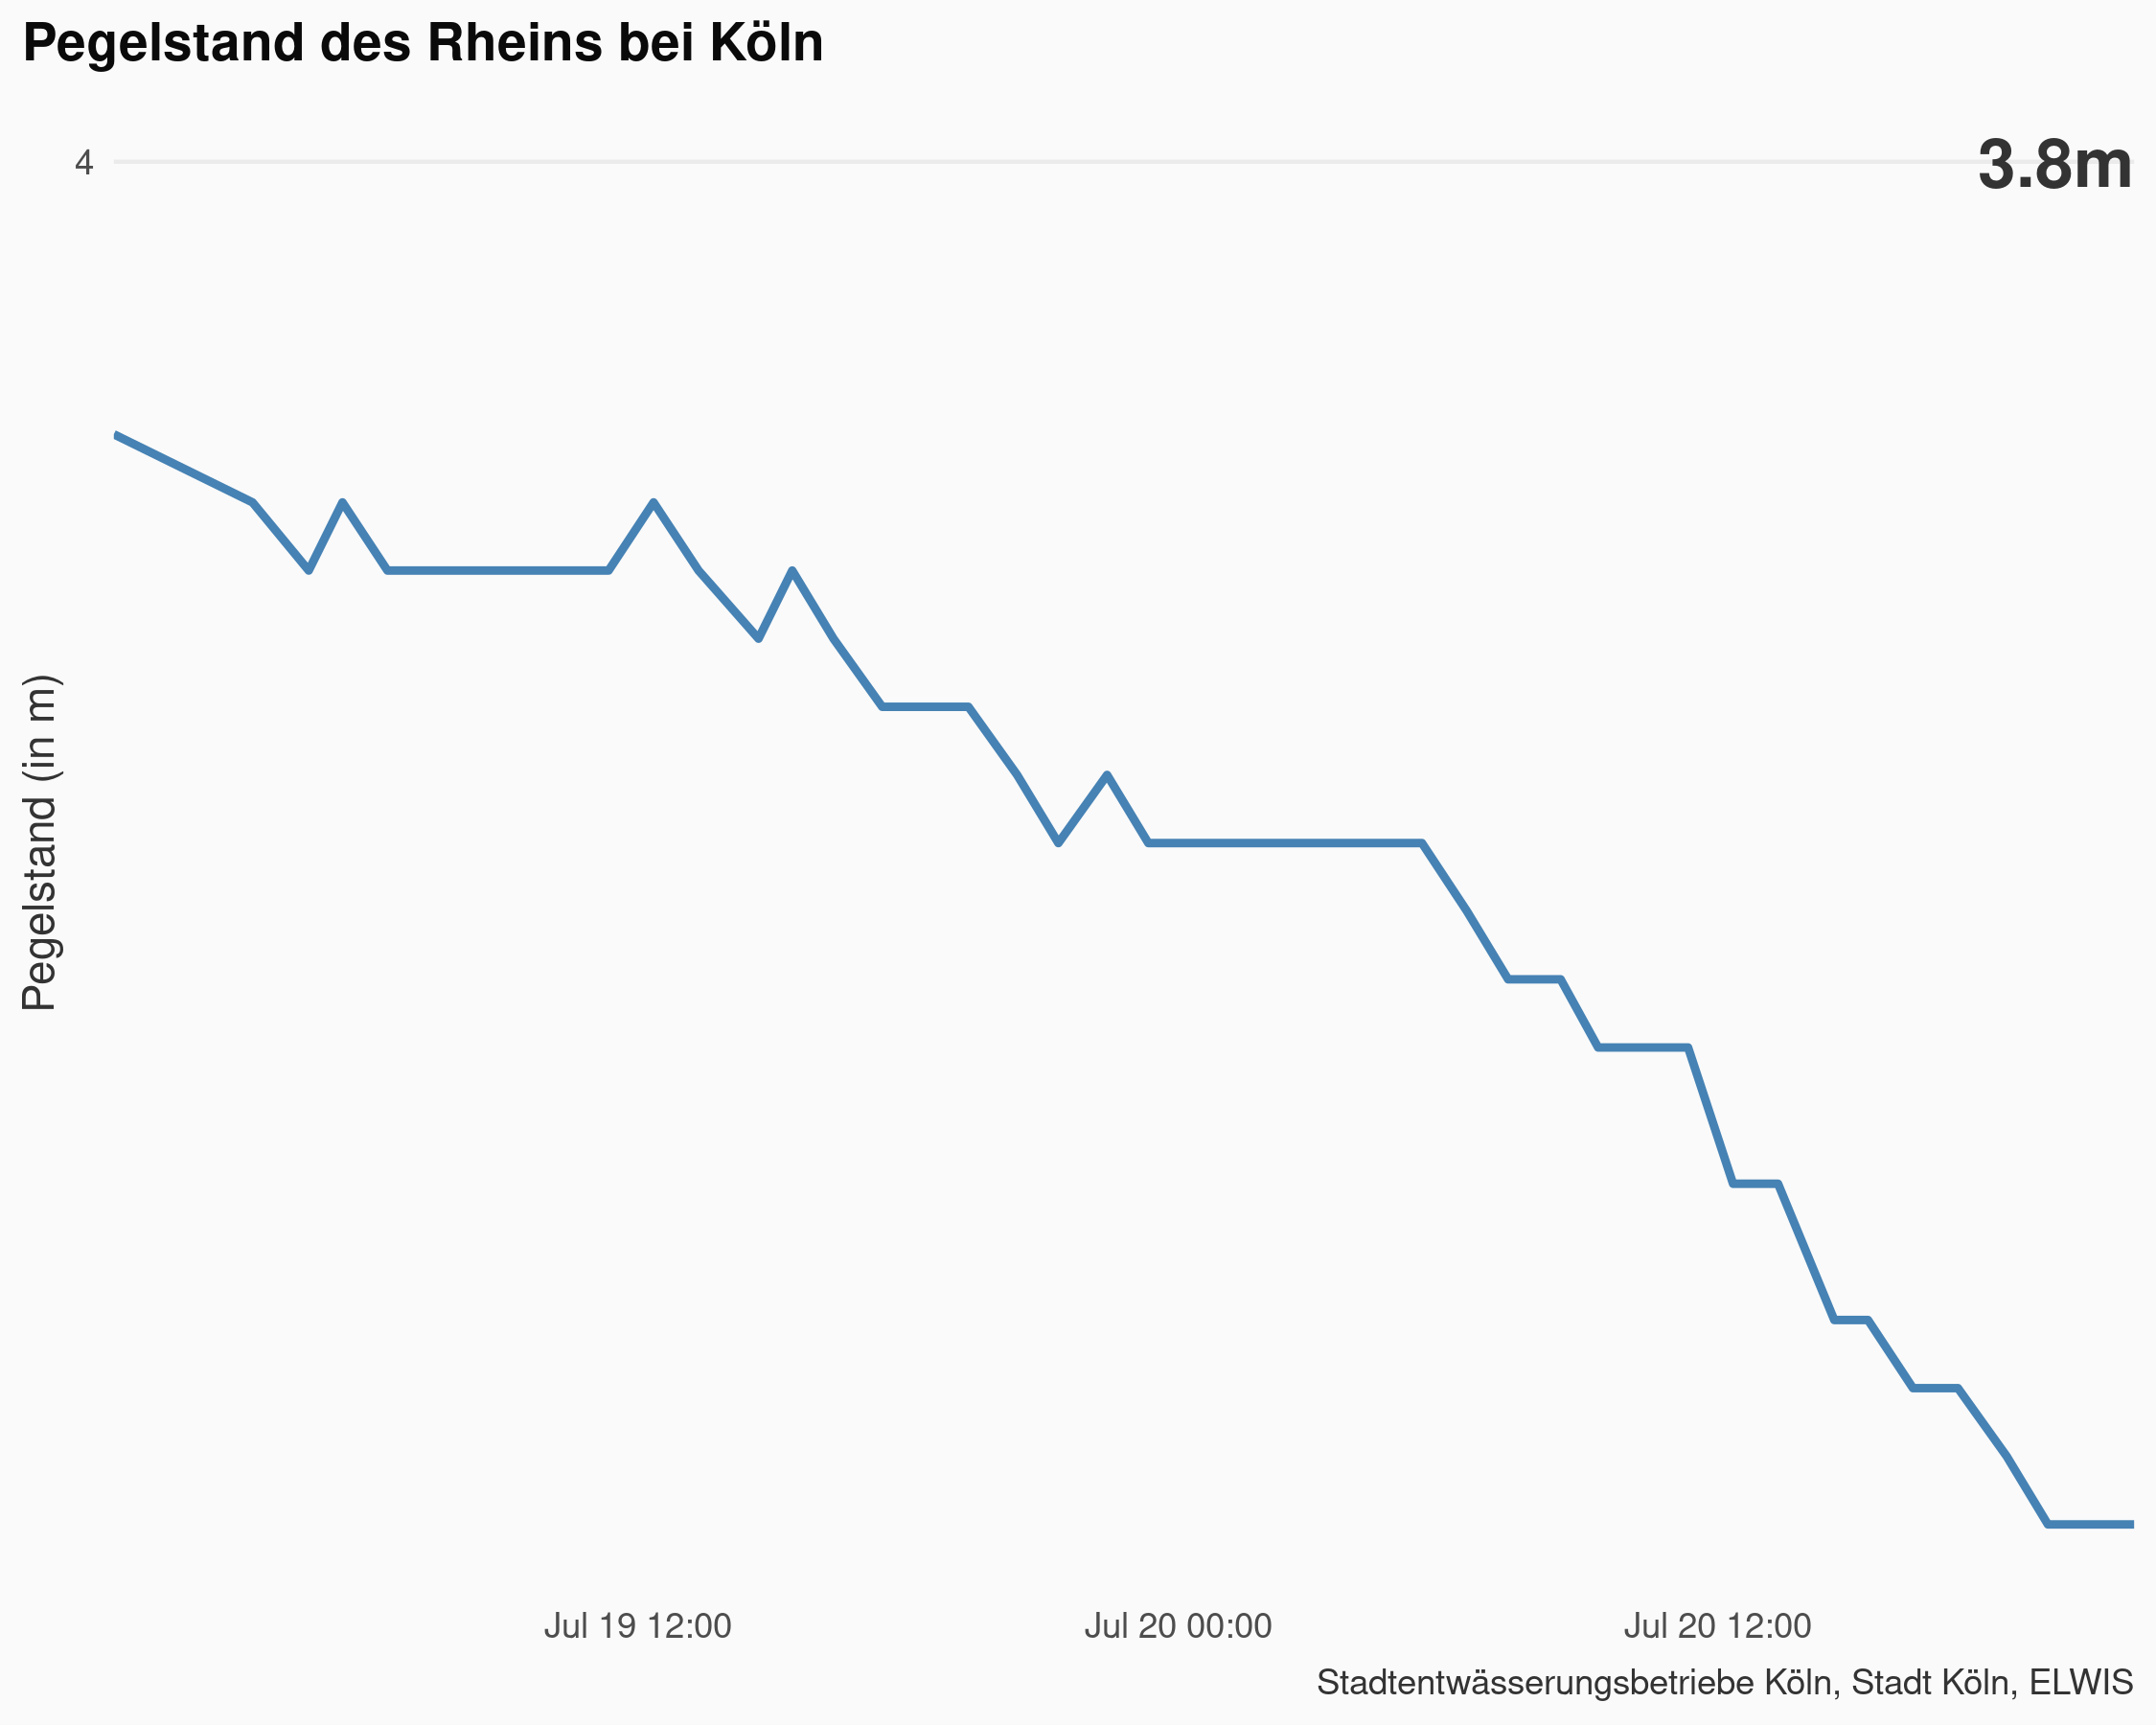 Pegelstand des Rheins bei Köln
4
3.8m
Pegelstand (in m)
Jul 19 12:00
Jul 20 00:00
Jul 20 12:00
Stadtentwässerungsbetriebe Köln, Stadt Köln, ELWIS